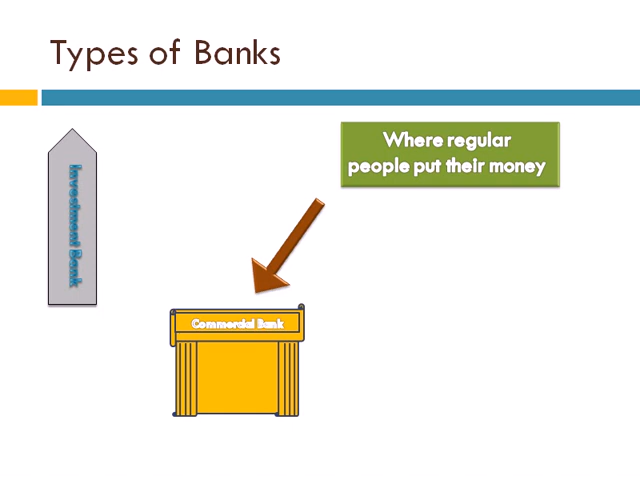 Types of Banks
Where regular
people put their money
Investment Bank
Commercial Bank